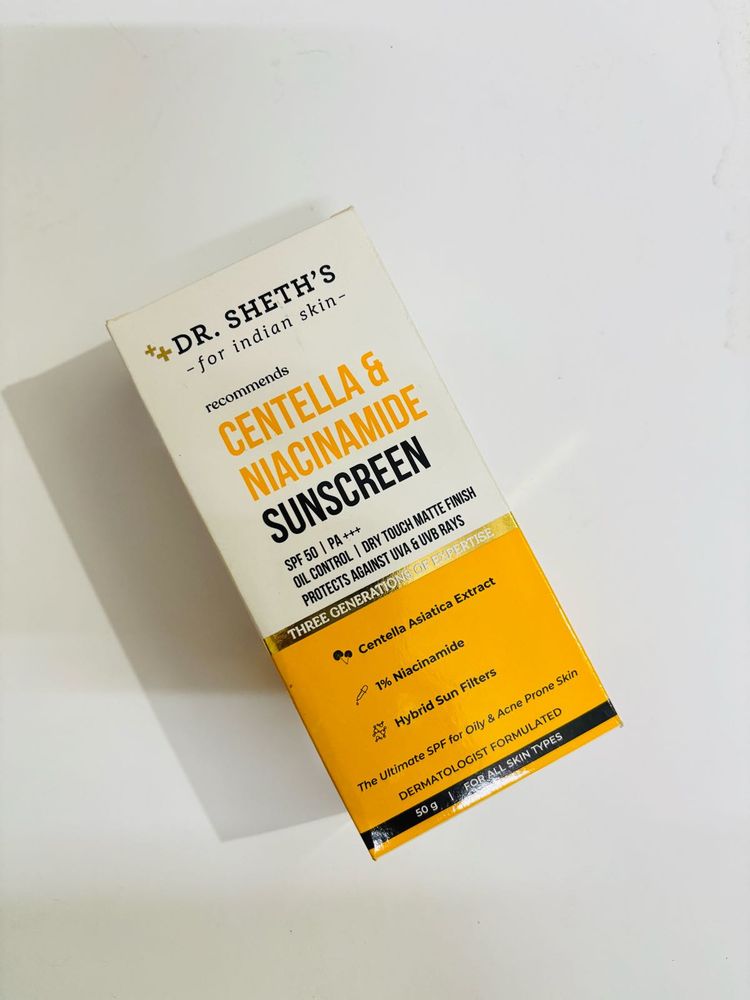 DR. SHETH'S
-for indian skin-
recommends
CENTELLA &
NIACINAMIDE
SUNSCREEN
SPF 50 | PA +++
OIL CONTROL | DRY TOUCH MATTE FINISH
PROTECTS AGAINST UVA & UVB RAYS
THREE GENERATIONS OF EXPERTISE
Centella Asiatica Extract
1% Niacinamide
Hybrid Sun Filters
The Ultimate SPF for Oily & Acne Prone Skin
DERMATOLOGIST FORMULATED
50 g | FOR ALL SKIN TYPES